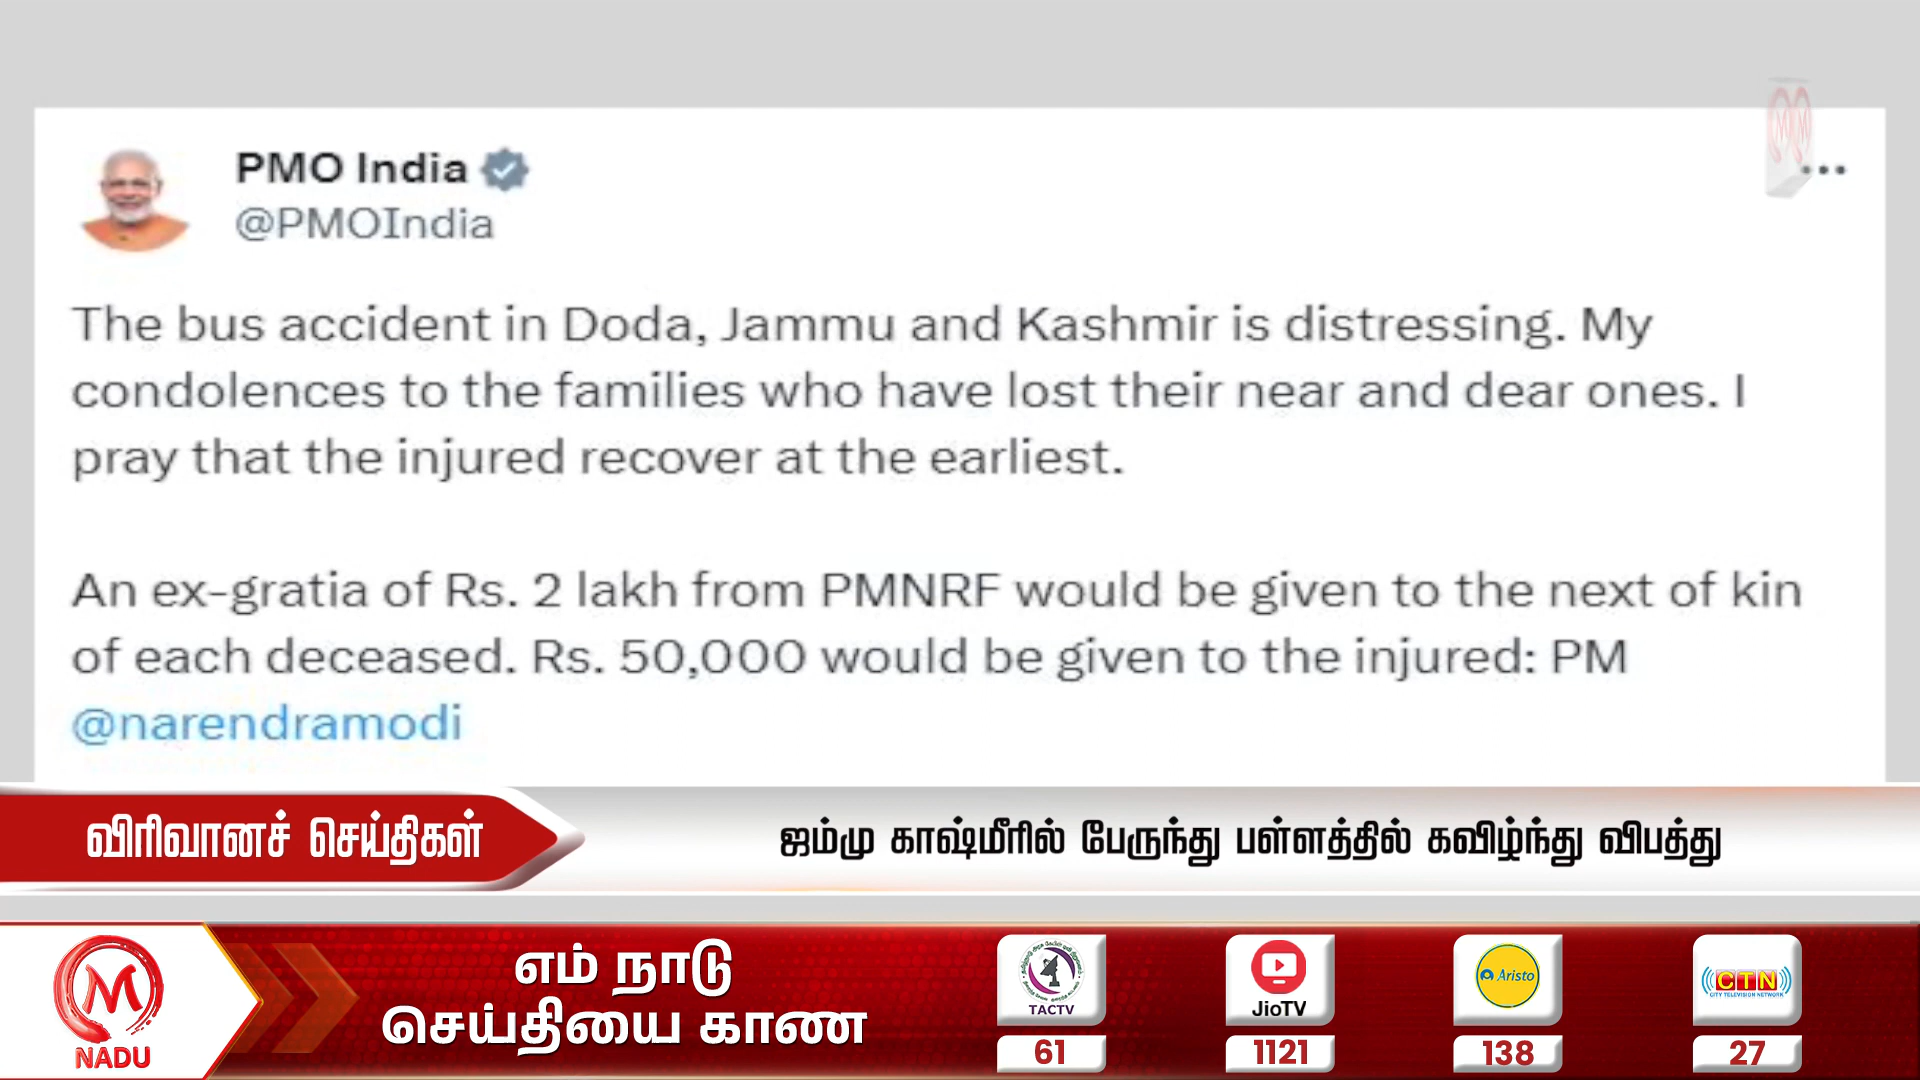 PMO India
@PMOIndia
The bus accident in Doda, Jammu and Kashmir is distressing. My
condolences to the families who have lost their near and dear ones. I
pray that the injured recover at the earliest.
An ex-gratia of Rs. 2 lakh from PMNRF would be given to the next of kin
of each deceased. Rs. 50,000 would be given to the injured: PM
@narendramodi
விரிவானச் செய்திகள்
ஜம்மு காஷ்மீரில் பேருந்து பள்ளத்தில் கவிழ்ந்து விபத்து
M
NADU
எம் நாடு
செய்தியை காண
TACTV
61
JioTV
1121
Aristo
138
CTN
CITY TELEVISION NETWORK
27